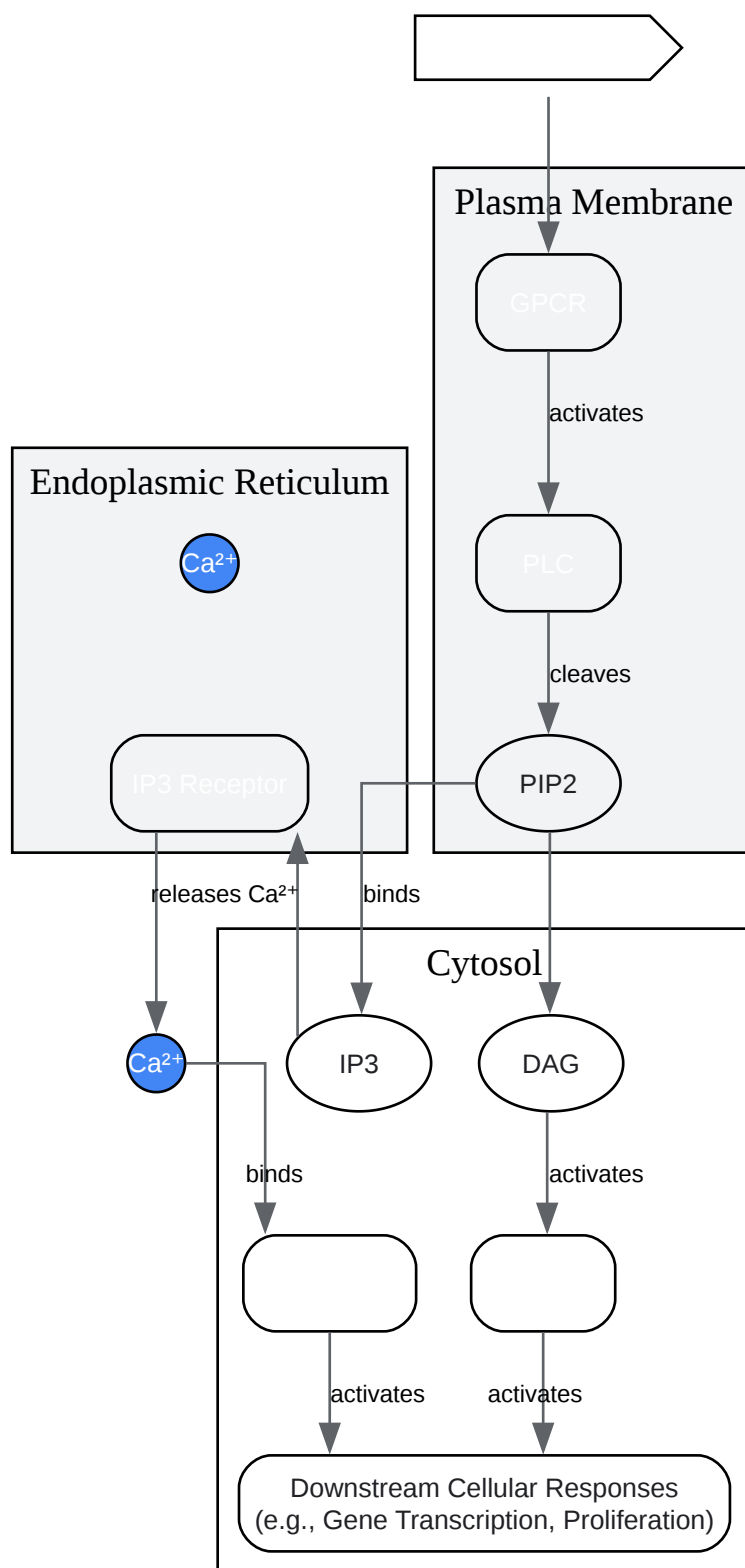 Plasma Membrane
GPCR
activates
Endoplasmic Reticulum
Ca²⁺
PLC
cleaves
IP3 Receptor
PIP2
releases Ca²⁺
binds
Cytosol
Ca²⁺
IP3
DAG
binds
activates
activates
activates
Downstream Cellular Responses
(e.g., Gene Transcription, Proliferation)